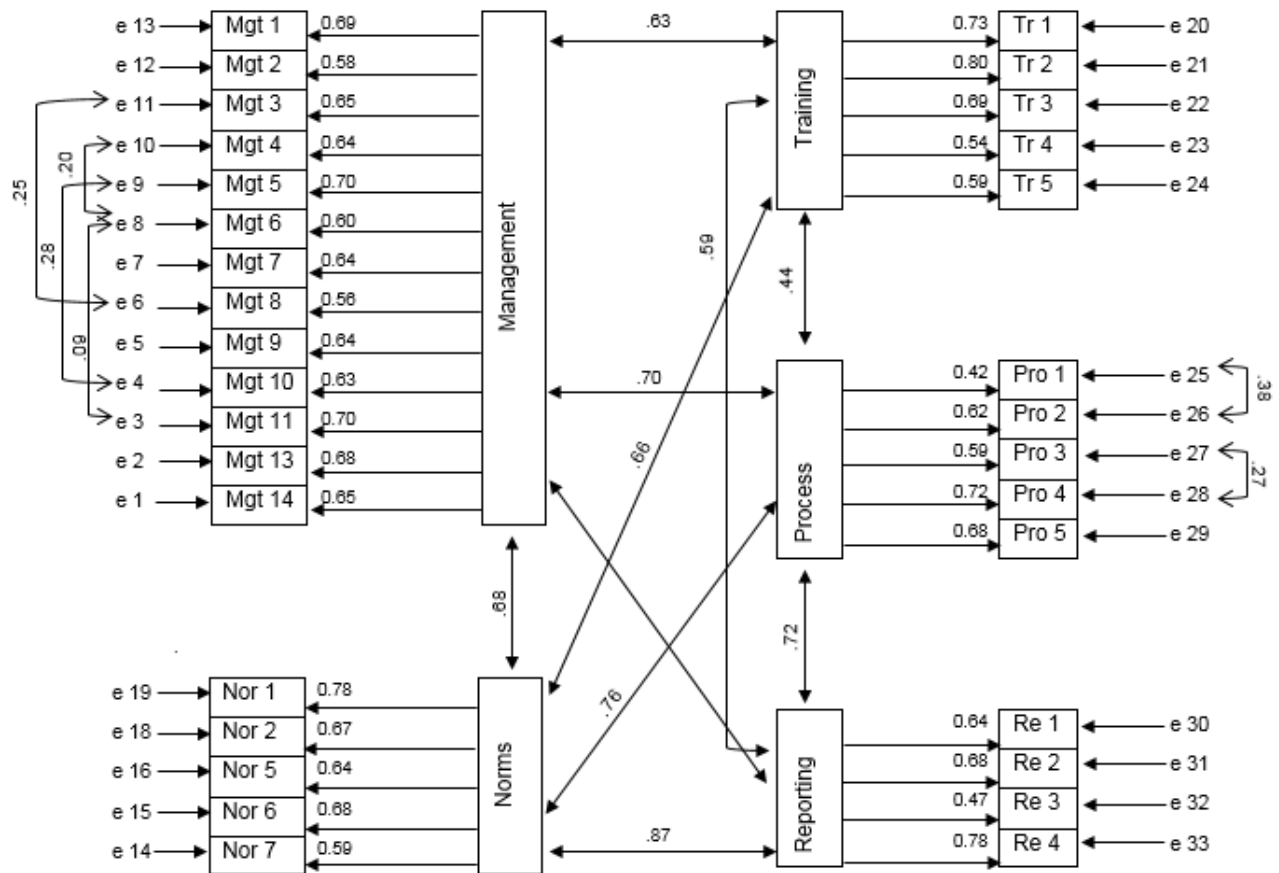 e 13 Mgt 1 0.69
e 12 Mgt 2 0.58
e 11 Mgt 3 0.65
e 10 Mgt 4 0.64
e 9 Mgt 5 0.70
e 8 Mgt 6 0.60
e 7 Mgt 7 0.64
e 6 Mgt 8 0.56
e 5 Mgt 9 0.64
e 4 Mgt 10 0.63
e 3 Mgt 11 0.70
e 2 Mgt 13 0.68
e 1 Mgt 14 0.65
.25
.20
.28
.09
Management
.63
.59
.44
.70
.66
.68
.76
.72
.87
Training
0.73 Tr 1 e 20
0.80 Tr 2 e 21
0.69 Tr 3 e 22
0.54 Tr 4 e 23
0.59 Tr 5 e 24
Process
0.42 Pro 1 e 25
0.62 Pro 2 e 26
0.59 Pro 3 e 27
0.72 Pro 4 e 28
0.68 Pro 5 e 29
.38
.27
e 19 Nor 1 0.78
e 18 Nor 2 0.67
e 16 Nor 5 0.64
e 15 Nor 6 0.68
e 14 Nor 7 0.59
Norms
Reporting
0.64 Re 1 e 30
0.68 Re 2 e 31
0.47 Re 3 e 32
0.78 Re 4 e 33